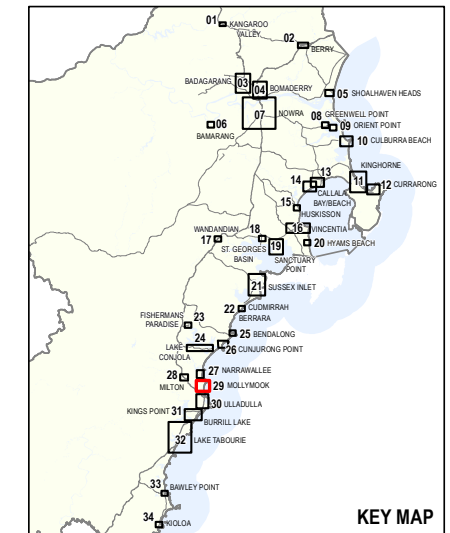 01 KANGAROO
VALLEY
02
BERRY
BADAGARANG 03
04 BOMADERRY
05 SHOALHAVEN HEADS
06
BAMARANG
07
NOWRA
08 GREENWELL POINT
09 ORIENT POINT
10 CULBURRA BEACH
KINGHORNE
11
12 CURRARONG
13
14 CALLALA
BAY/BEACH
15
HUSKISSON
16 VINCENTIA
WANDANDIAN
17
18
ST. GEORGES
BASIN
19
SANCTUARY
POINT
20 HYAMS BEACH
21
SUSSEX INLET
22 CUDMIRRAH
BERRARA
FISHERMANS
PARADISE
23
24
LAKE
CONJOLA
25 BENDALONG
26 CUNJURONG POINT
27 NARRAWALLEE
28
MILTON
29 MOLLYMOOK
30 ULLADULLA
KINGS POINT 31
BURRILL LAKE
32 LAKE TABOURIE
33
BAWLEY POINT
34
KIOLOA
KEY MAP